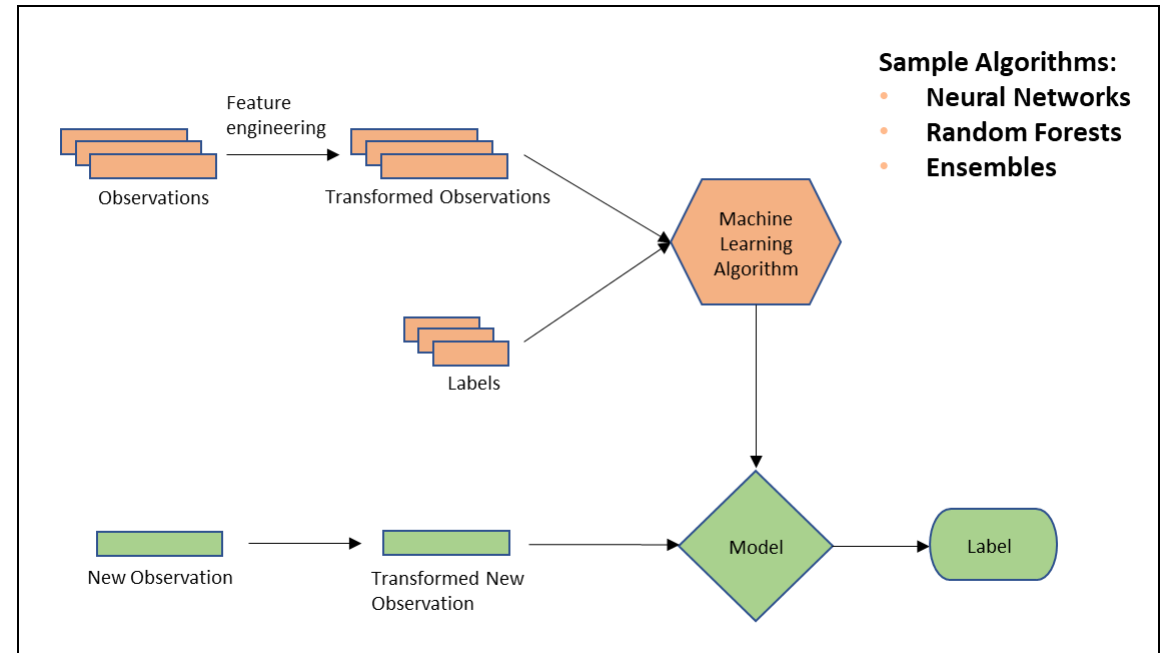 Sample Algorithms:
• Neural Networks
• Random Forests
• Ensembles
Feature
engineering
Observations
Transformed Observations
Machine
Learning
Algorithm
Labels
New Observation
Transformed New
Observation
Model
Label